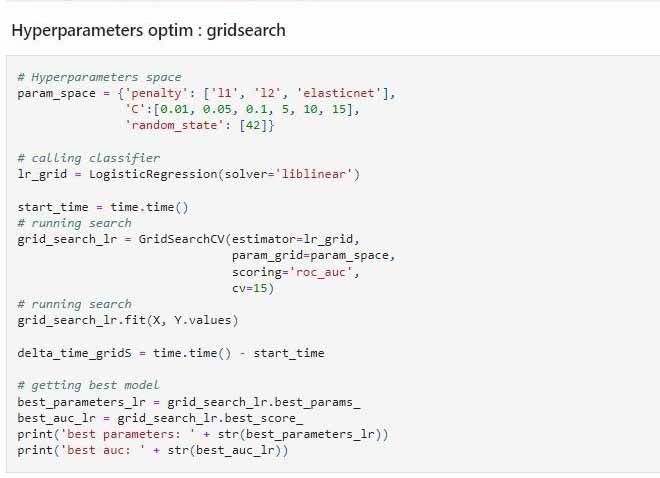 Hyperparameters optim : gridsearch
# Hyperparameters space
param_space = {'penalty': ['l1', 'l2', 'elasticnet'],
'C':[0.01, 0.05, 0.1, 5, 10, 15],
'random_state': [42]}
# calling classifier
lr_grid = LogisticRegression(solver='liblinear')
start_time = time.time()
# running search
grid_search_lr = GridSearchCV(estimator=lr_grid,
param_grid=param_space,
scoring='roc_auc',
cv=15)
# running search
grid_search_lr.fit(X, Y.values)
delta_time_gridS = time.time() - start_time
# getting best model
best_parameters_lr = grid_search_lr.best_params_
best_auc_lr = grid_search_lr.best_score_
print('best parameters: ' + str(best_parameters_lr))
print('best auc: ' + str(best_auc_lr))